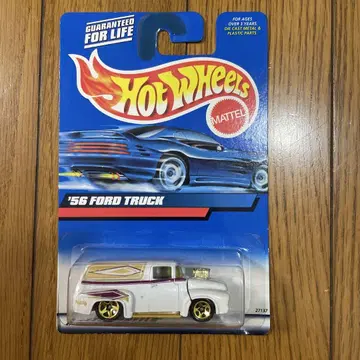 GUARANTEED
FOR LIFE
FOR AGES
OVER 3 YEARS.
DIE CAST METAL &
PLASTIC PARTS
HOT WHEELS
MATTEL
'56 FORD TRUCK
27137